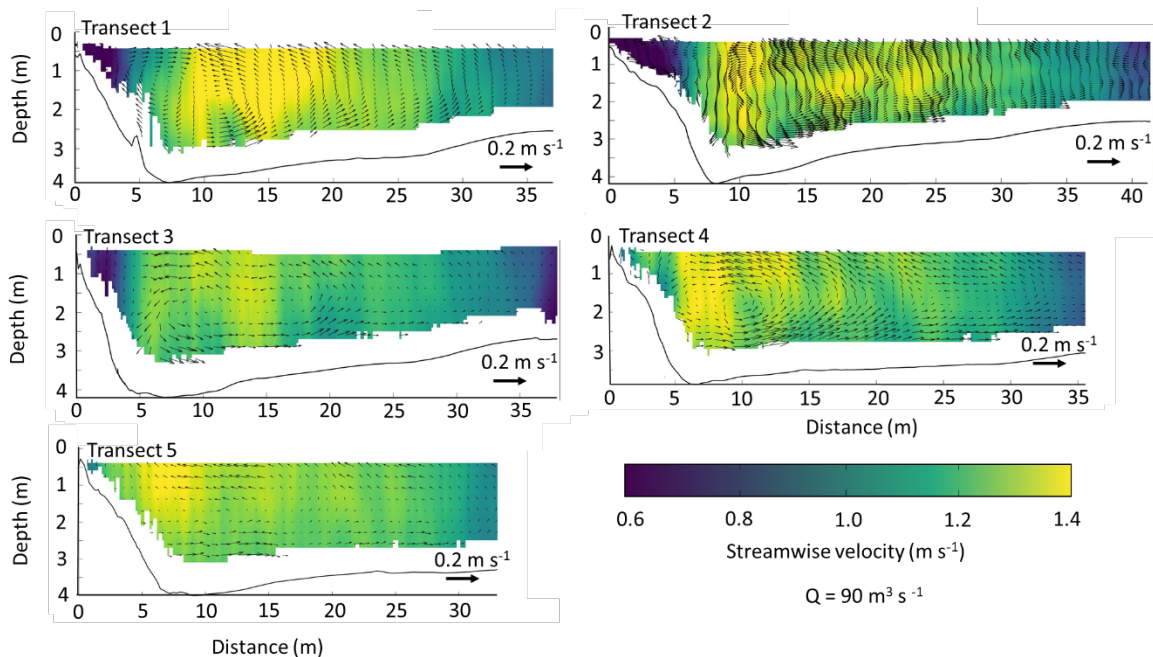 Transect 1
0
1
2
3
4
Depth (m)
0.2 m s⁻¹
0 5 10 15 20 25 30 35
Transect 2
0
1
2
3
4
Depth (m)
0.2 m s⁻¹
0 5 10 15 20 25 30 35 40
Transect 3
0
1
2
3
4
Depth (m)
0.2 m s⁻¹
0 5 10 15 20 25 30 35
Transect 4
0
1
2
3
Depth (m)
0.2 m s⁻¹
0 5 10 15 20 25 30 35
Distance (m)
Transect 5
0
1
2
3
4
Depth (m)
0.2 m s⁻¹
0 5 10 15 20 25 30
Distance (m)
0.6 0.8 1.0 1.2 1.4
Streamwise velocity (m s⁻¹)
Q = 90 m³ s ⁻¹